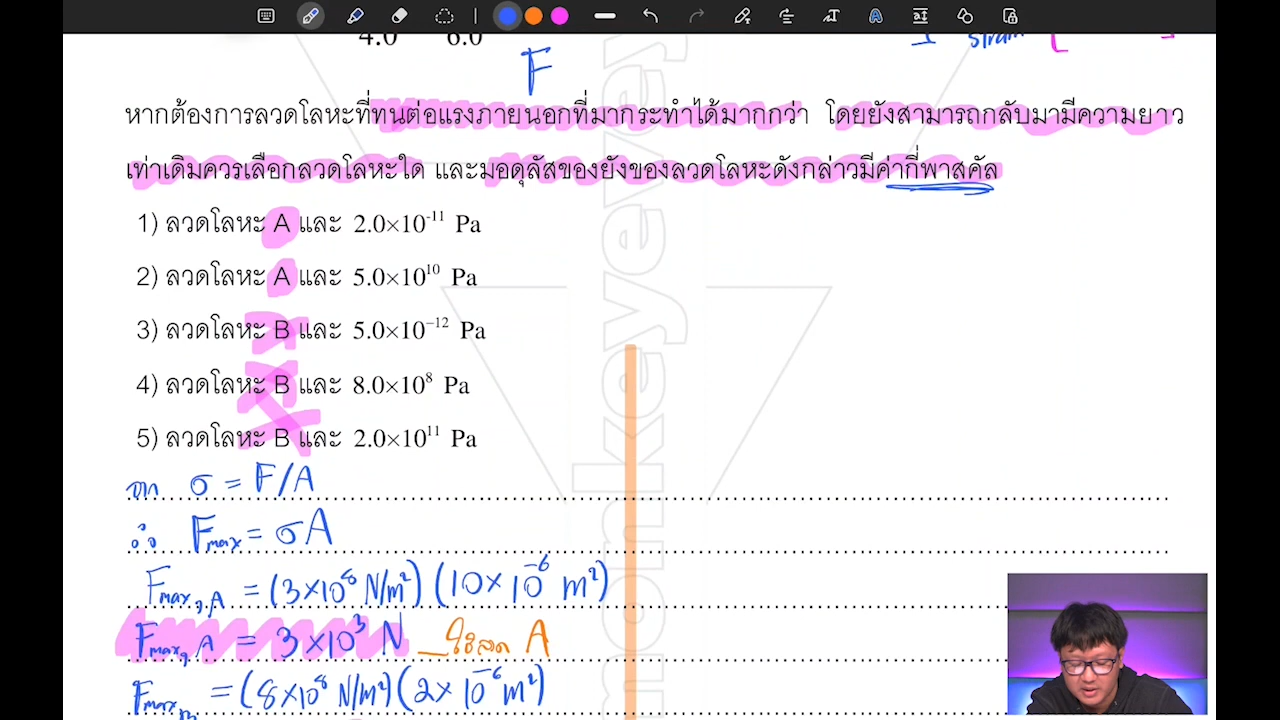 4.0 6.0
strain
F
หากต้องการลวดโลหะที่ทนต่อแรงภายนอกที่มากระทำได้มากกว่า โดยยังสามารถกลับมามีความยาว
เท่าเดิมควรเลือกลวดโลหะใด และมอดุลัสของยังของลวดโลหะดังกล่าวมีค่ากี่พาสคัล
1) ลวดโลหะ A และ 2.0×10⁻¹¹ Pa
2) ลวดโลหะ A และ 5.0×10¹⁰ Pa
3) ลวดโลหะ B และ 5.0×10⁻¹² Pa
4) ลวดโลหะ B และ 8.0×10⁸ Pa
5) ลวดโลหะ B และ 2.0×10¹¹ Pa
จาก σ = F/A
∴ Fmax = σA
Fmax,A = (3×10⁸ N/m²)(10×10⁻⁶ m²)
Fmax,A = 3×10³ N ใช้ลวด A
Fmax,B = (8×10⁸ N/m²)(2×10⁻⁶ m²)
monkeyeyey